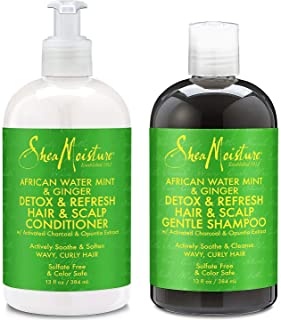 SheaMoisture
Established 1912
AFRICAN WATER MINT
& GINGER
DETOX & REFRESH
HAIR & SCALP
CONDITIONER
w/ Activated Charcoal & Opuntia Extract
Actively Soothe & Soften
WAVY, CURLY HAIR
Sulfate Free
& Color Safe
13 fl oz / 384 mL
SheaMoisture
Established 1912
AFRICAN WATER MINT
& GINGER
DETOX & REFRESH
HAIR & SCALP
GENTLE SHAMPOO
w/ Activated Charcoal & Opuntia Extract
Actively Soothe & Cleanse
WAVY, CURLY HAIR
Sulfate Free
& Color Safe
13 fl oz / 384 mL